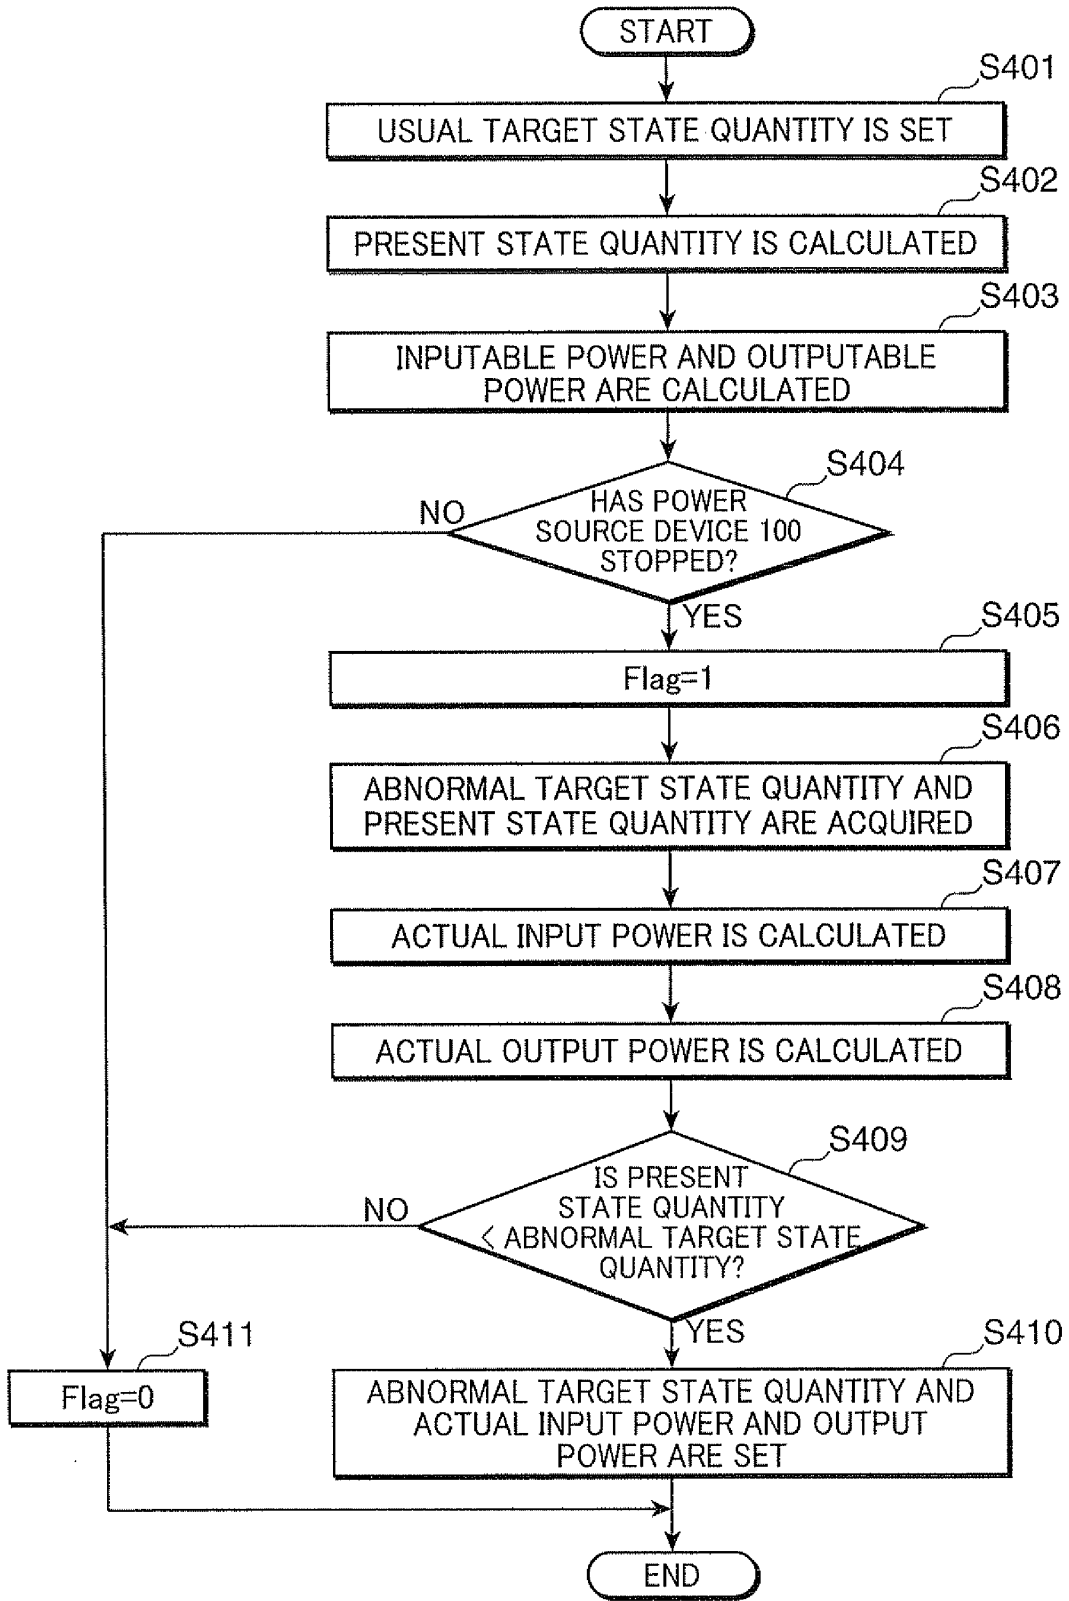 START
S401
USUAL TARGET STATE QUANTITY IS SET
S402
PRESENT STATE QUANTITY IS CALCULATED
S403
INPUTABLE POWER AND OUTPUTABLE
POWER ARE CALCULATED
S404
HAS POWER
SOURCE DEVICE 100
STOPPED?
NO
YES
S405
Flag=1
S406
ABNORMAL TARGET STATE QUANTITY AND
PRESENT STATE QUANTITY ARE ACQUIRED
S407
ACTUAL INPUT POWER IS CALCULATED
S408
ACTUAL OUTPUT POWER IS CALCULATED
S409
IS PRESENT
STATE QUANTITY
< ABNORMAL TARGET STATE
QUANTITY?
NO
YES
S411
Flag=0
S410
ABNORMAL TARGET STATE QUANTITY AND
ACTUAL INPUT POWER AND OUTPUT
POWER ARE SET
END